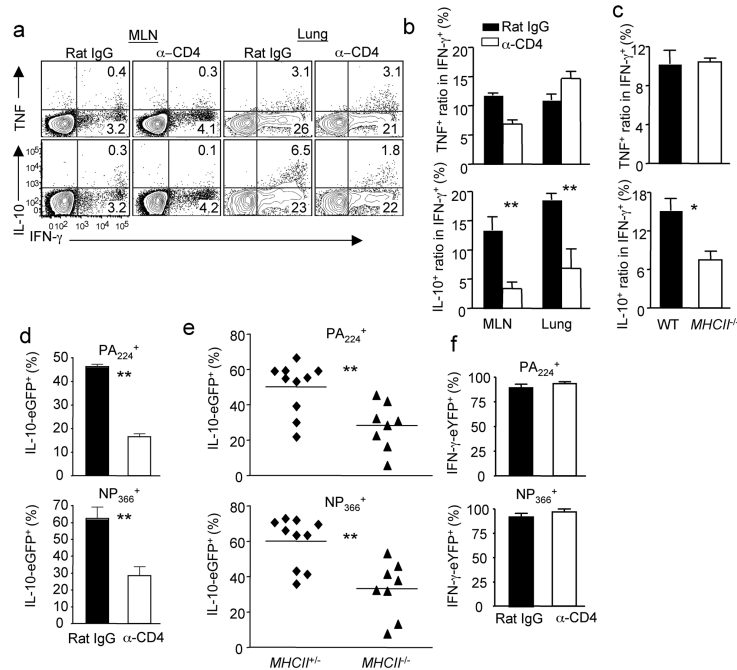 a
MLN
Lung
Rat IgG
α-CD4
Rat IgG
α-CD4
TNF
0.4
3.2
0.3
4.1
3.1
26
3.1
21
IL-10
10⁵
10⁴
10³
10²
0
0.3
3.2
0.1
4.2
6.5
23
1.8
22
0 10² 10³ 10⁴ 10⁵
IFN-γ
b
Rat IgG
α-CD4
TNF⁺ ratio in IFN-γ⁺ (%)
20
15
10
5
0
IL-10⁺ ratio in IFN-γ⁺ (%)
20
15
10
5
0
**
**
MLN
Lung
c
TNF⁺ ratio in IFN-γ⁺ (%)
12
9
6
3
0
IL-10⁺ ratio in IFN-γ⁺ (%)
18
12
6
0
*
WT
MHCII-/-
d
PA₂₂₄⁺
IL-10-eGFP⁺ (%)
50
40
30
20
10
0
**
NP₃₆₆⁺
IL-10-eGFP⁺ (%)
70
60
50
40
30
20
10
0
**
Rat IgG
α-CD4
e
PA₂₂₄⁺
IL-10-eGFP⁺ (%)
80
60
40
20
0
**
NP₃₆₆⁺
IL-10-eGFP⁺ (%)
80
60
40
20
0
**
MHCII+/-
MHCII-/-
f
PA₂₂₄⁺
IFN-γ-eYFP⁺ (%)
100
75
50
25
0
NP₃₆₆⁺
IFN-γ-eYFP⁺ (%)
100
75
50
25
0
Rat IgG
α-CD4